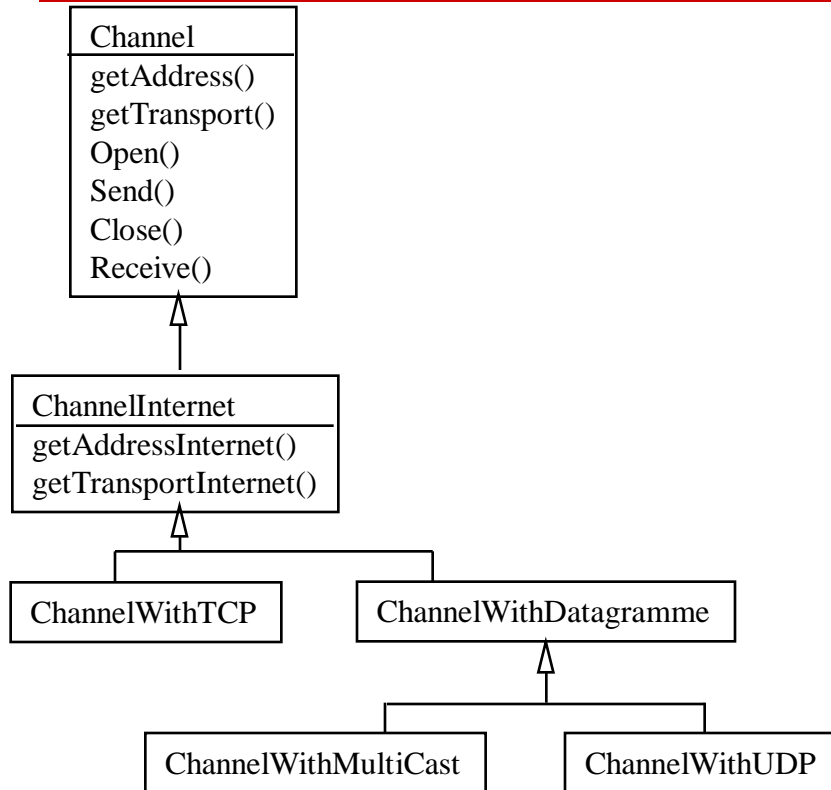 Channel
getAddress()
getTransport()
Open()
Send()
Close()
Receive()
ChannelInternet
getAddressInternet()
getTransportInternet()
ChannelWithTCP
ChannelWithDatagramme
ChannelWithMultiCast
ChannelWithUDP